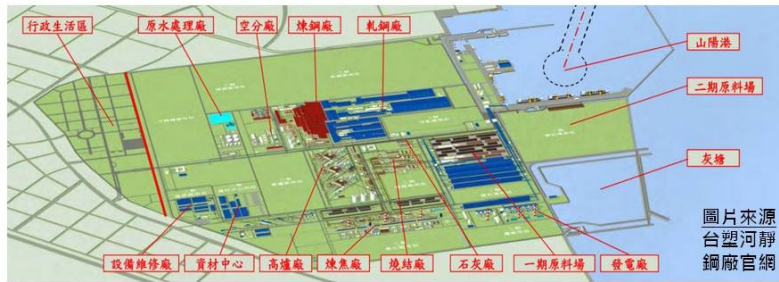 行政生活區
原水處理廠
空分廠
煉鋼廠
軋鋼廠
山陽港
二期原料場
灰塘
設備維修廠
資材中心
高爐廠
煉焦廠
燒結廠
石灰廠
一期原料場
發電廠
圖片來源
台塑河靜
鋼廠官網